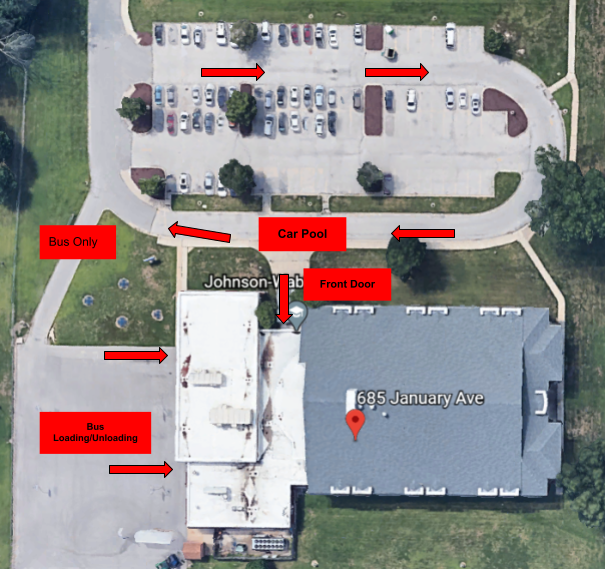 Car Pool
Bus Only
Johnson-Wab
Front Door
685 January Ave
Bus
Loading/Unloading